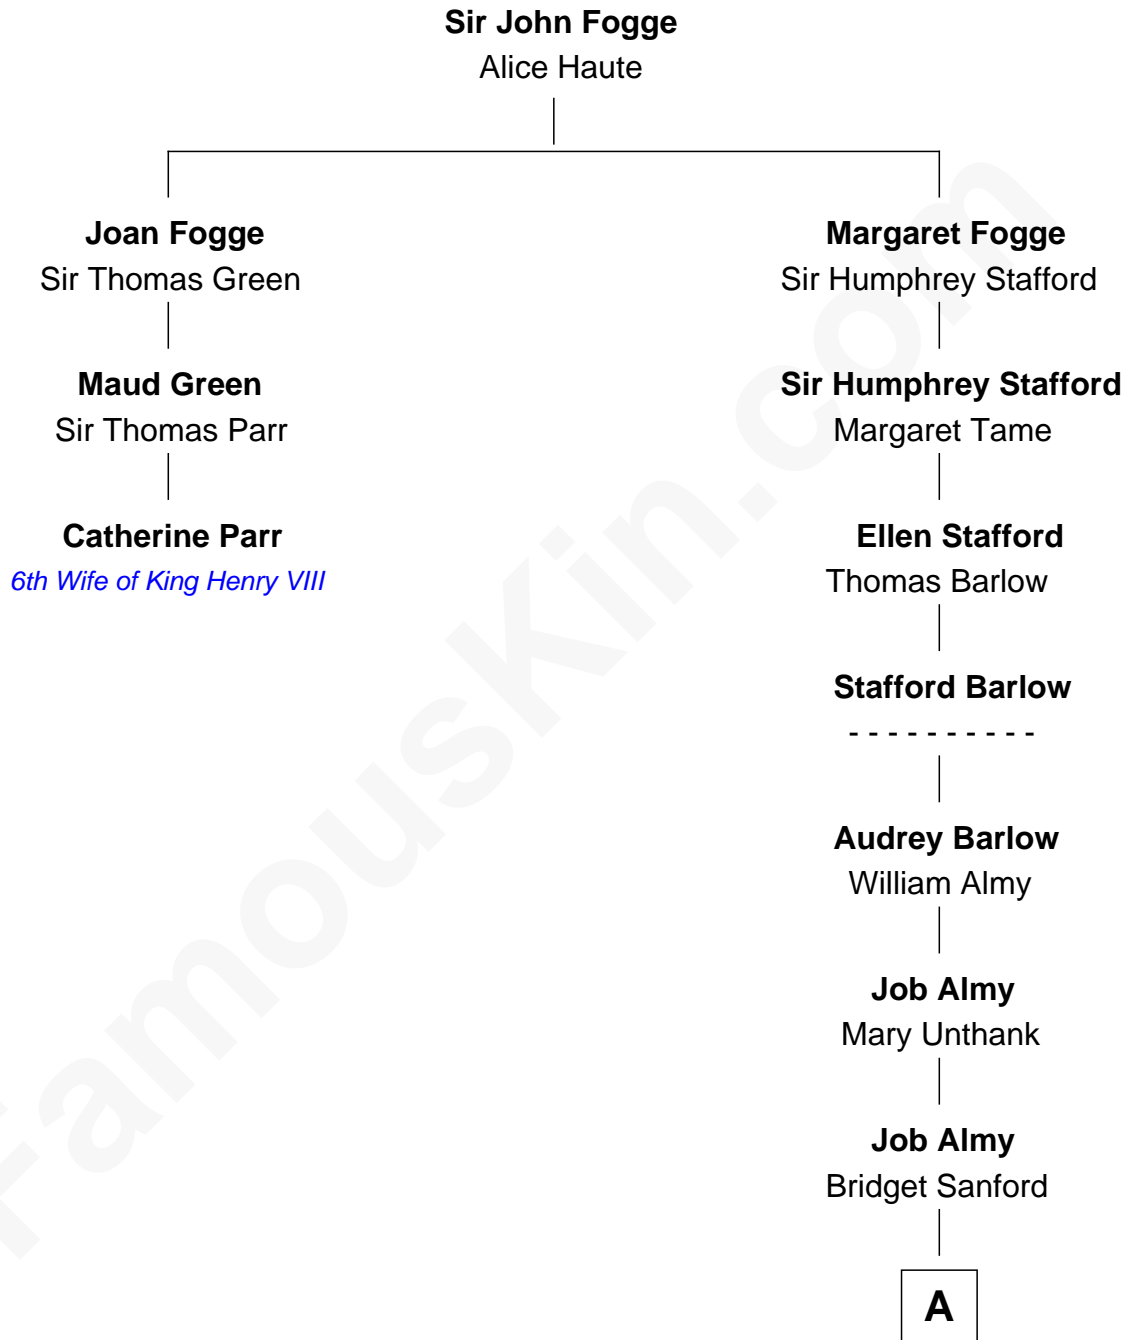 Sir John Fogge
Alice Haute
Joan Fogge
Sir Thomas Green
Margaret Fogge
Sir Humphrey Stafford
Maud Green
Sir Thomas Parr
Sir Humphrey Stafford
Margaret Tame
Catherine Parr
6th Wife of King Henry VIII
Ellen Stafford
Thomas Barlow
Stafford Barlow
- - - - - - - - - -
Audrey Barlow
William Almy
Job Almy
Mary Unthank
Job Almy
Bridget Sanford
A
FamousKin.com